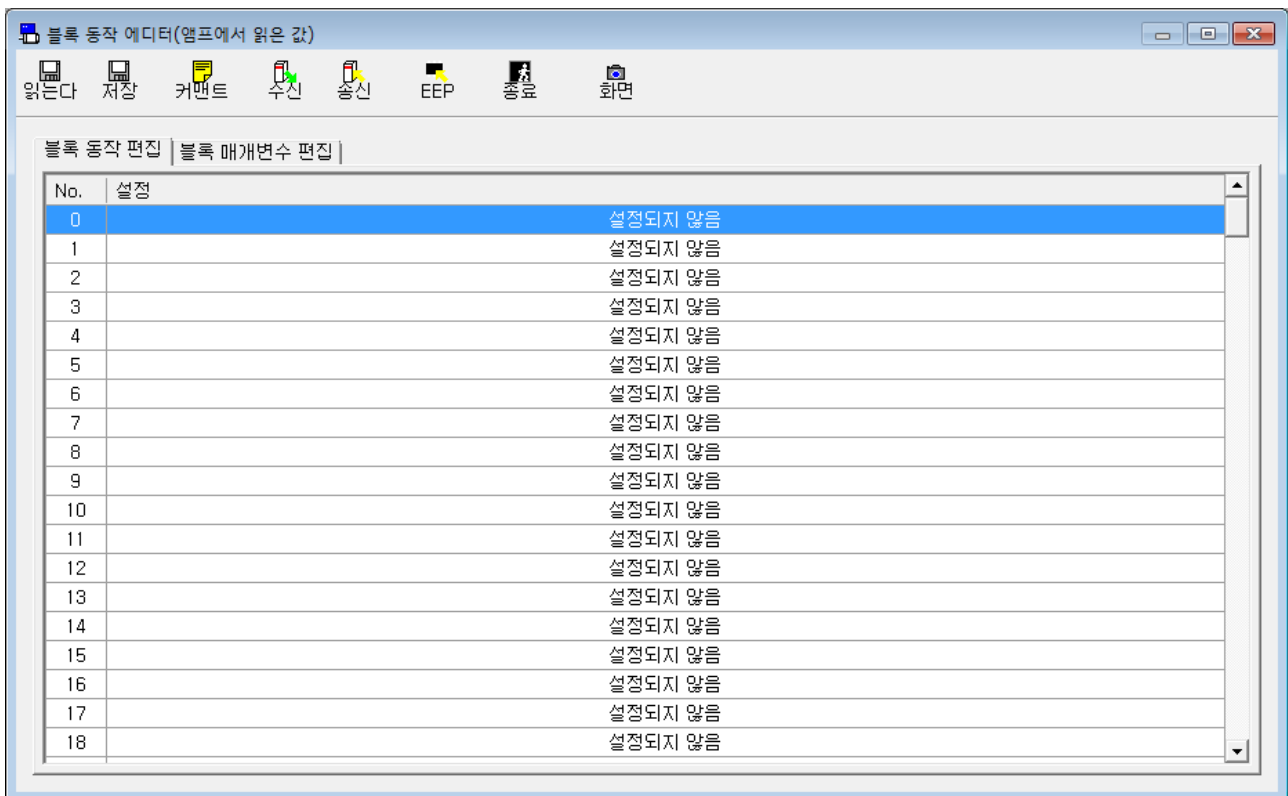 블록 동작 에디터(앰프에서 읽은 값)
읽는다 저장 커맨트 수신 송신 EEP 종료 화면
블록 동작 편집 블록 매개변수 편집
No. 설정
0 설정되지 않음
1 설정되지 않음
2 설정되지 않음
3 설정되지 않음
4 설정되지 않음
5 설정되지 않음
6 설정되지 않음
7 설정되지 않음
8 설정되지 않음
9 설정되지 않음
10 설정되지 않음
11 설정되지 않음
12 설정되지 않음
13 설정되지 않음
14 설정되지 않음
15 설정되지 않음
16 설정되지 않음
17 설정되지 않음
18 설정되지 않음